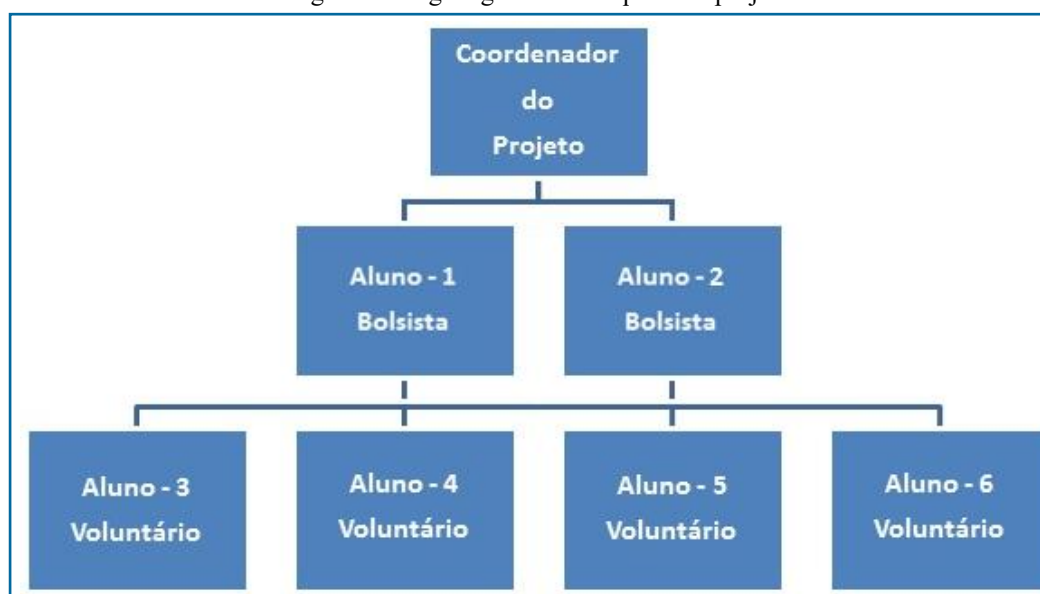 Coordenador
do
Projeto
Aluno - 1
Bolsista
Aluno - 2
Bolsista
Aluno - 3
Voluntário
Aluno - 4
Voluntário
Aluno - 5
Voluntário
Aluno - 6
Voluntário